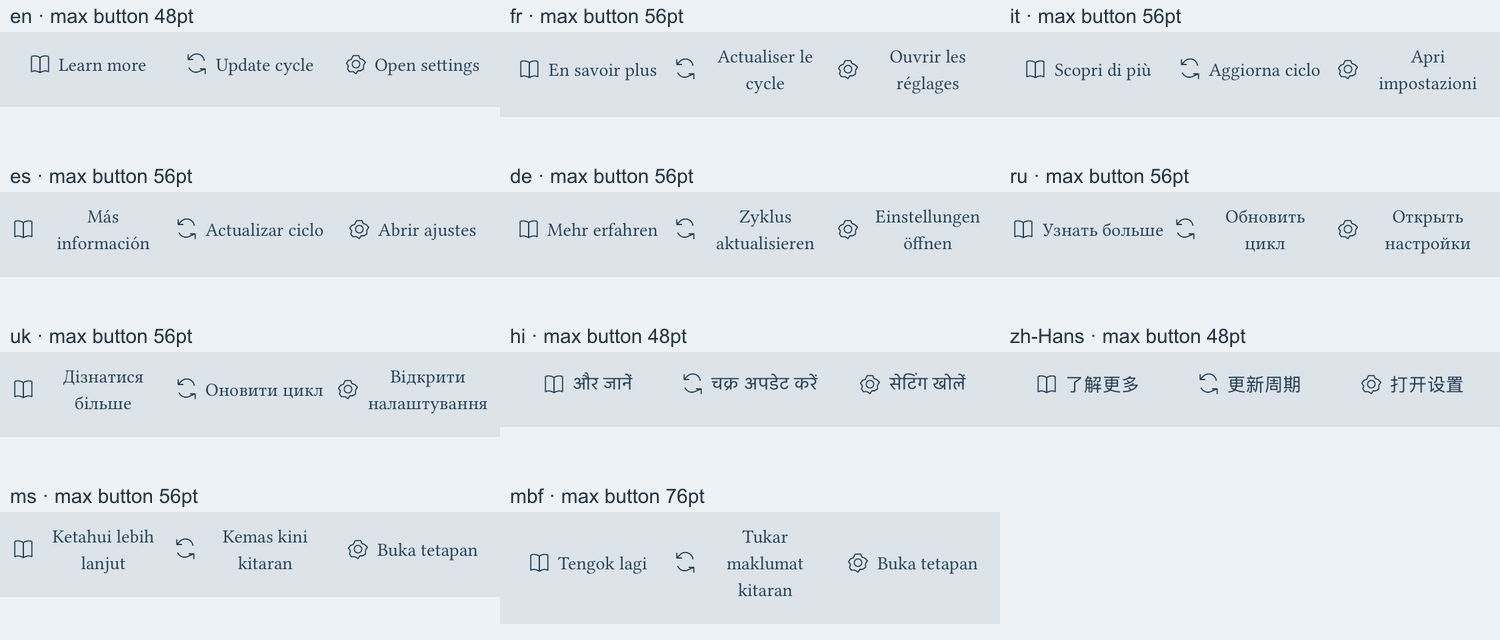 en · max button 48pt
Learn more
Update cycle
Open settings
fr · max button 56pt
En savoir plus
Actualiser le
cycle
Ouvrir les
réglages
it · max button 56pt
Scopri di più
Aggiorna ciclo
Apri
impostazioni
es · max button 56pt
Más
información
Actualizar ciclo
Abrir ajustes
de · max button 56pt
Mehr erfahren
Zyklus
aktualisieren
Einstellungen
öffnen
ru · max button 56pt
Узнать больше
Обновить
цикл
Открыть
настройки
uk · max button 56pt
Дізнатися
більше
Оновити цикл
Відкрити
налаштування
hi · max button 48pt
और जानें
चक्र अपडेट करें
सेटिंग खोलें
zh-Hans · max button 48pt
了解更多
更新周期
打开设置
ms · max button 56pt
Ketahui lebih
lanjut
Kemas kini
kitaran
Buka tetapan
mbf · max button 76pt
Tengok lagi
Tukar
maklumat
kitaran
Buka tetapan